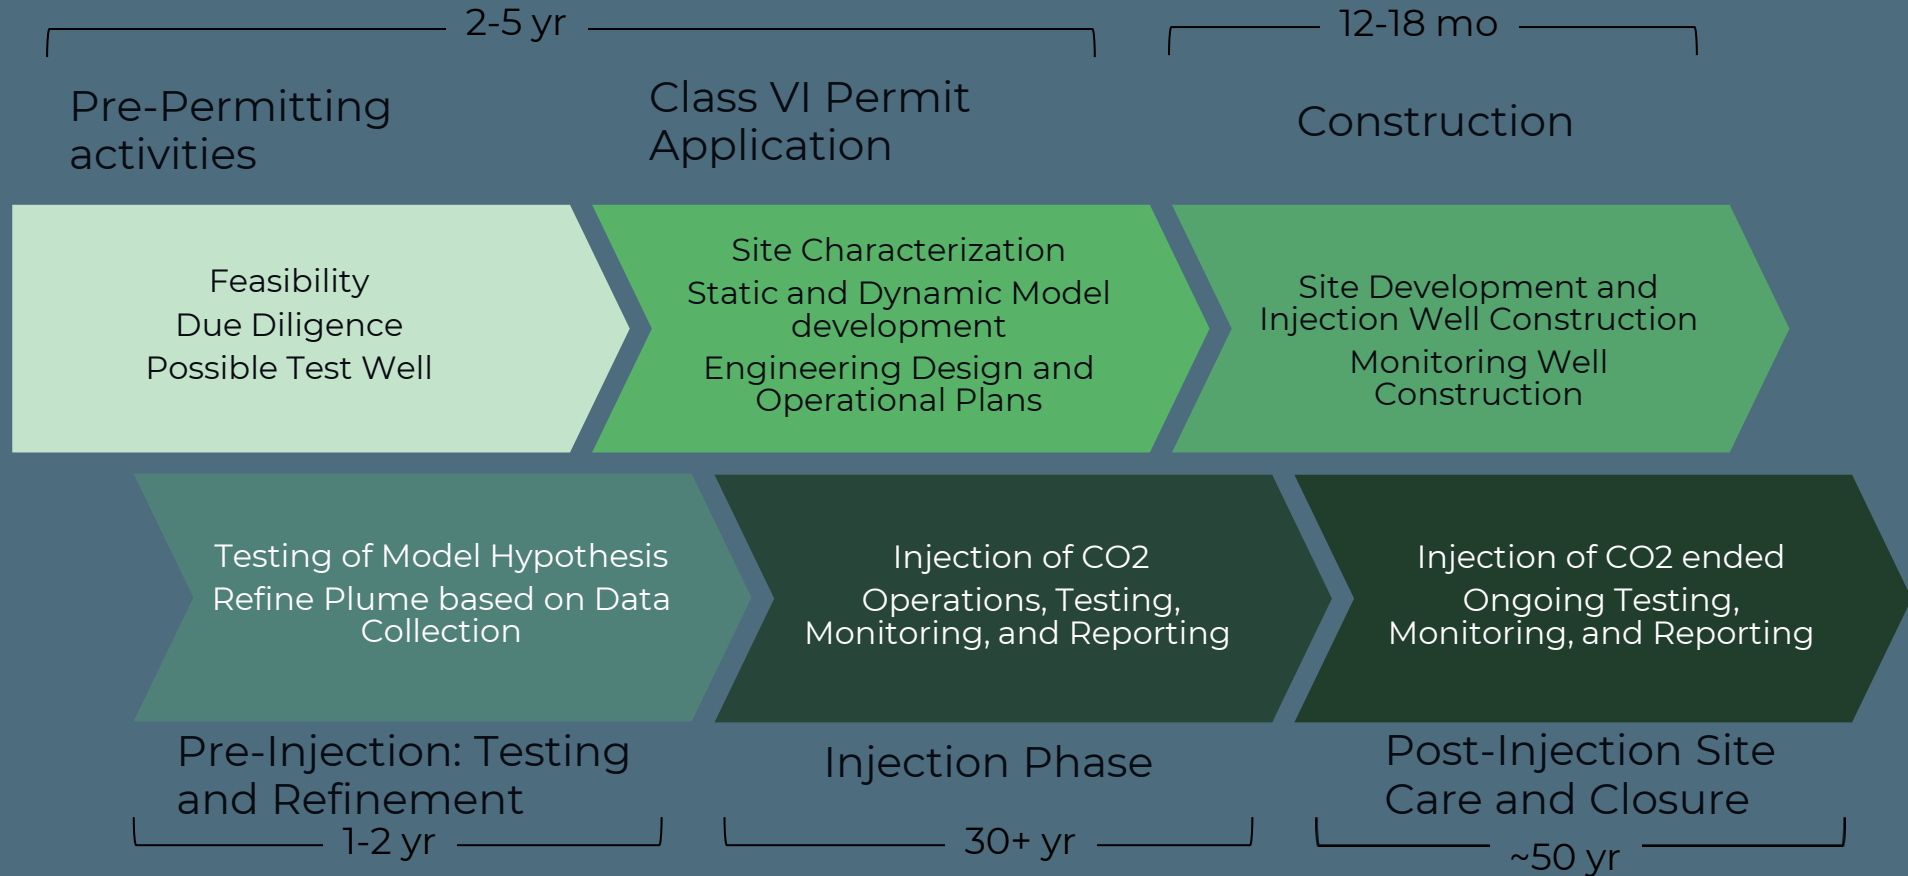 2-5 yr
12-18 mo
Pre-Permitting
activities
Class VI Permit
Application
Construction
Feasibility
Due Diligence
Possible Test Well
Site Characterization
Static and Dynamic Model
development
Engineering Design and
Operational Plans
Site Development and
Injection Well Construction
Monitoring Well
Construction
Testing of Model Hypothesis
Refine Plume based on Data
Collection
Injection of CO2
Operations, Testing,
Monitoring, and Reporting
Injection of CO2 ended
Ongoing Testing,
Monitoring, and Reporting
Pre-Injection: Testing
and Refinement
Injection Phase
Post-Injection Site
Care and Closure
1-2 yr
30+ yr
~50 yr